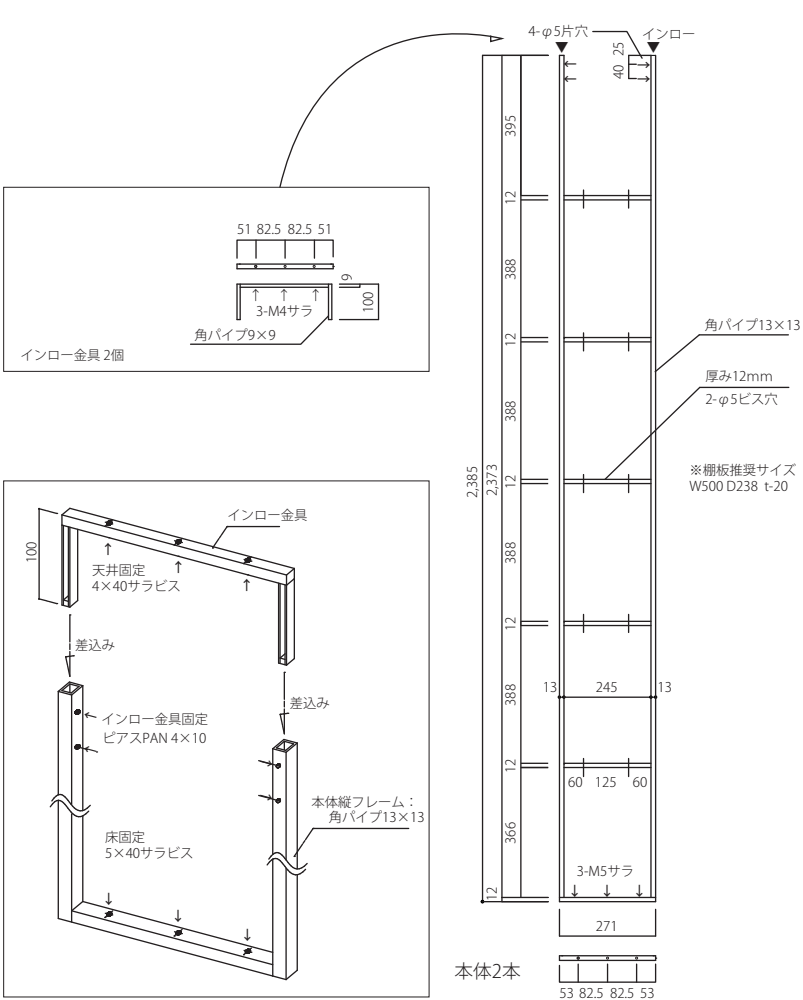 4-φ5片穴
インロー
25
40
395
12
388
12
388
12
388
12
388
12
366
12
2,385
2,373
51 82.5 82.5 51
9
100
3-M4サラ
角パイプ9×9
インロー金具 2個
角パイプ13×13
厚み12mm
2-φ5ビス穴
※棚板推奨サイズ
W500 D238 t-20
13 245 13
60 125 60
3-M5サラ
271
本体2本
53 82.5 82.5 53
インロー金具
100
天井固定
4×40サラビス
差込み
差込み
インロー金具固定
ピアスPAN 4×10
本体縦フレーム：
角パイプ13×13
床固定
5×40サラビス